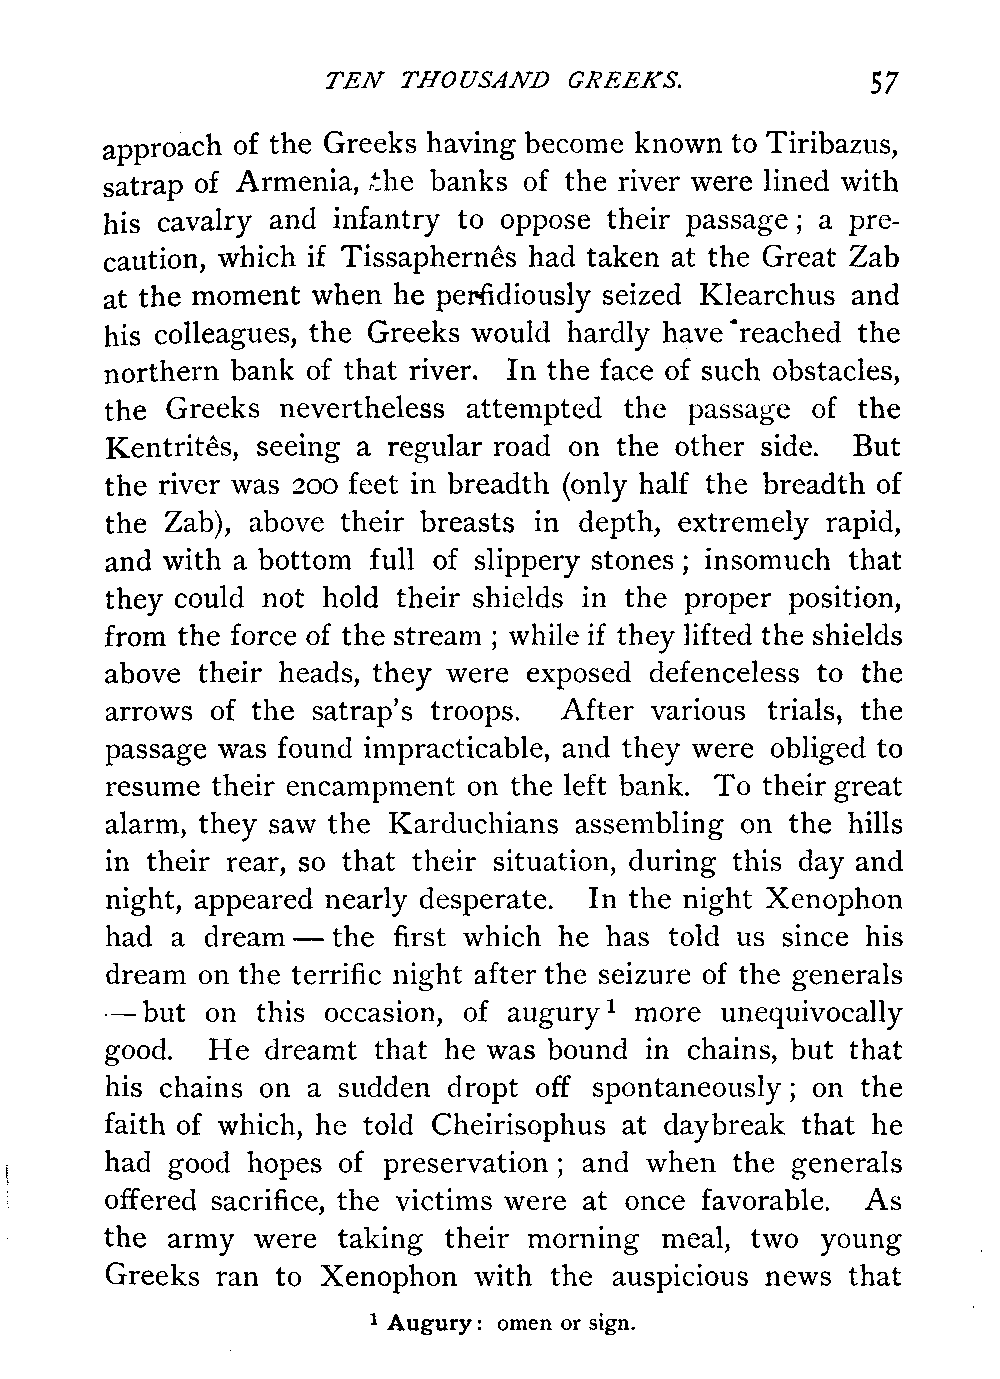 TEN THOUSAND GREEKS. 57
approach of the Greeks having become known to Tiribazus,
satrap of Armenia, the banks of the river were lined with
his cavalry and infantry to oppose their passage; a pre-
caution, which if Tissaphernês had taken at the Great Zab
at the moment when he perfidiously seized Klearchus and
his colleagues, the Greeks would hardly have reached the
northern bank of that river. In the face of such obstacles,
the Greeks nevertheless attempted the passage of the
Kentritês, seeing a regular road on the other side. But
the river was 200 feet in breadth (only half the breadth of
the Zab), above their breasts in depth, extremely rapid,
and with a bottom full of slippery stones; insomuch that
they could not hold their shields in the proper position,
from the force of the stream; while if they lifted the shields
above their heads, they were exposed defenceless to the
arrows of the satrap's troops. After various trials, the
passage was found impracticable, and they were obliged to
resume their encampment on the left bank. To their great
alarm, they saw the Karduchians assembling on the hills
in their rear, so that their situation, during this day and
night, appeared nearly desperate. In the night Xenophon
had a dream — the first which he has told us since his
dream on the terrific night after the seizure of the generals
— but on this occasion, of augury¹ more unequivocally
good. He dreamt that he was bound in chains, but that
his chains on a sudden dropt off spontaneously; on the
faith of which, he told Cheirisophus at daybreak that he
had good hopes of preservation; and when the generals
offered sacrifice, the victims were at once favorable. As
the army were taking their morning meal, two young
Greeks ran to Xenophon with the auspicious news that
¹ Augury: omen or sign.